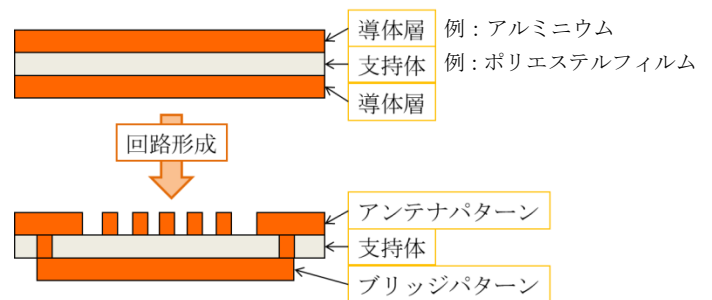 導体層 例：アルミニウム
支持体 例：ポリエステルフィルム
導体層
回路形成
アンテナパターン
支持体
ブリッジパターン